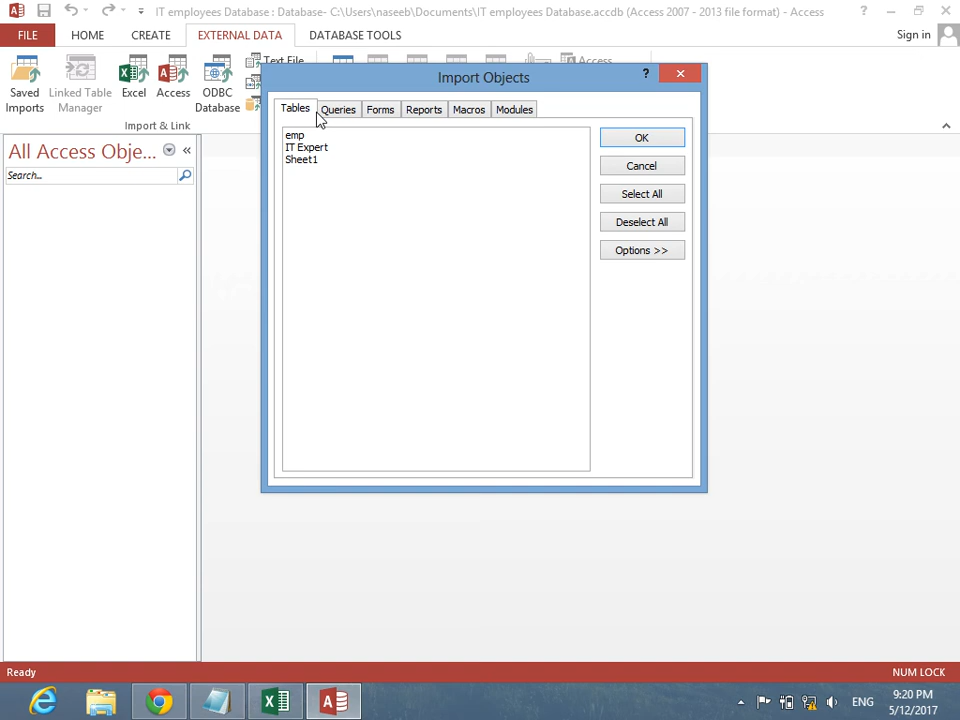 IT employees Database : Database- C:\Users\naseeb\Documents\IT employees Database.accdb (Access 2007 - 2013 file format) - Access
FILE HOME CREATE EXTERNAL DATA DATABASE TOOLS Sign in
Saved Imports
Linked Table Manager
Excel
Access
ODBC Database
Text File
Access
Import & Link
All Access Obje...
Search...
Import Objects
Tables Queries Forms Reports Macros Modules
emp
IT Expert
Sheet1
OK
Cancel
Select All
Deselect All
Options >>
Ready
NUM LOCK
ENG
9:20 PM
5/12/2017